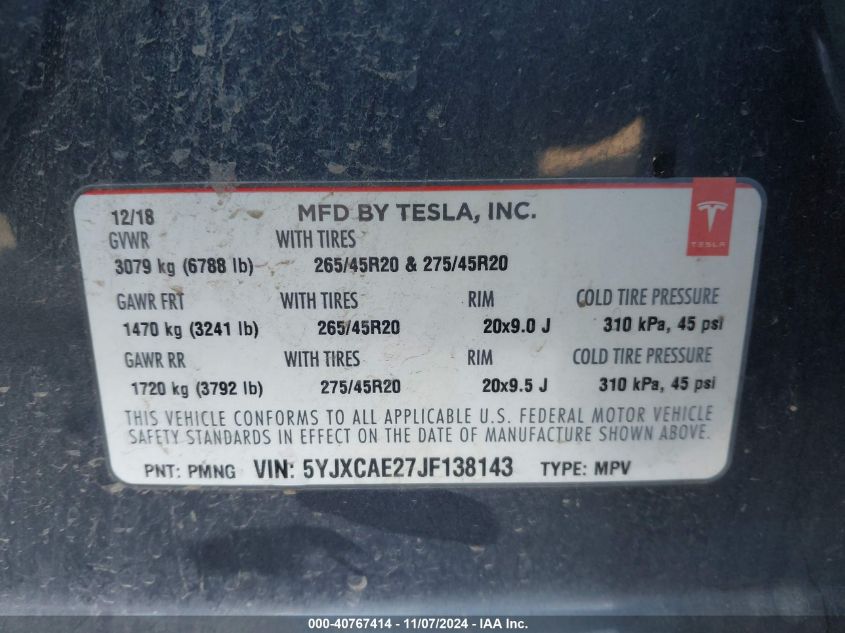 12/18 MFD BY TESLA, INC.
TESLA
GVWR WITH TIRES
3079 kg (6788 lb) 265/45R20 & 275/45R20
GAWR FRT WITH TIRES RIM COLD TIRE PRESSURE
1470 kg (3241 lb) 265/45R20 20x9.0 J 310 kPa, 45 psi
GAWR RR WITH TIRES RIM COLD TIRE PRESSURE
1720 kg (3792 lb) 275/45R20 20x9.5 J 310 kPa, 45 psi
THIS VEHICLE CONFORMS TO ALL APPLICABLE U.S. FEDERAL MOTOR VEHICLE
SAFETY STANDARDS IN EFFECT ON THE DATE OF MANUFACTURE SHOWN ABOVE.
PNT: PMNG VIN: 5YJXCAE27JF138143 TYPE: MPV
000-40767414 - 11/07/2024 - IAA Inc.